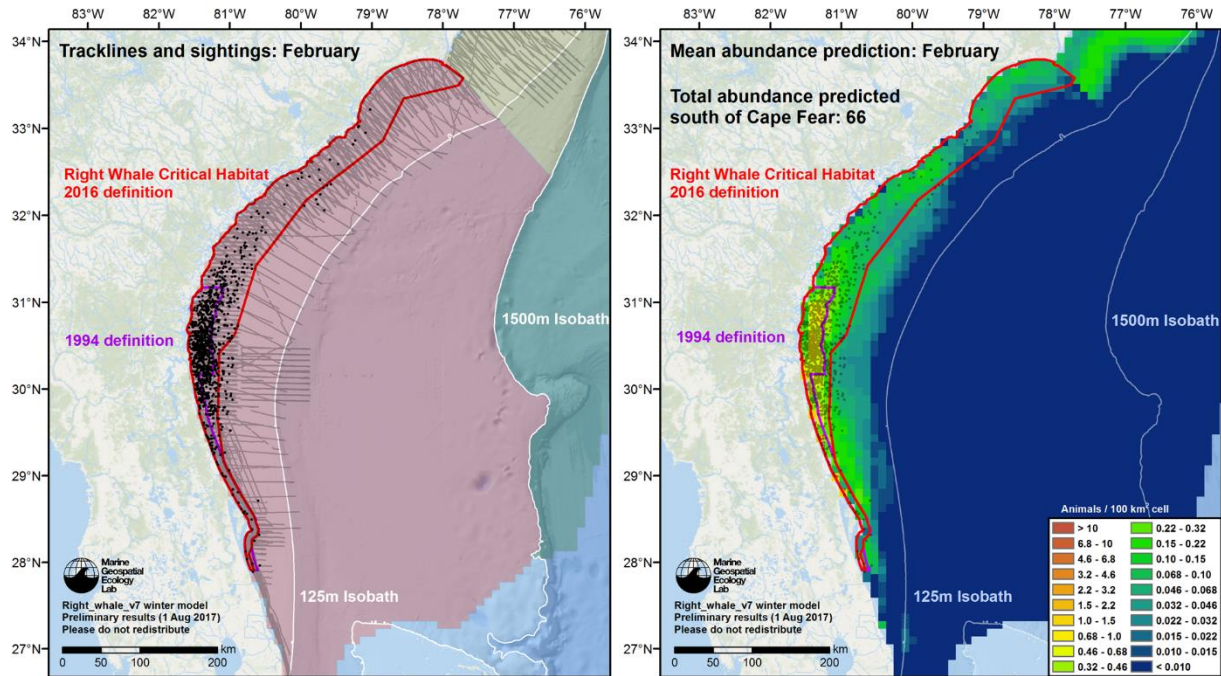 83°W 82°W 81°W 80°W 79°W 78°W 77°W 76°W
Tracklines and sightings: February
34°N
33°N
Right Whale Critical Habitat
2016 definition
32°N
31°N
1500m Isobath
1994 definition
30°N
29°N
28°N
Marine
Geospatial
Ecology
Lab
125m Isobath
Right_whale_v7 winter model
Preliminary results (1 Aug 2017)
Please do not redistribute
0 50 100 200
km
27°N
83°W 82°W 81°W 80°W 79°W 78°W 77°W 76°W
Mean abundance prediction: February
34°N
Total abundance predicted
south of Cape Fear: 66
33°N
Right Whale Critical Habitat
2016 definition
32°N
31°N
1500m Isobath
1994 definition
30°N
29°N
28°N
Marine
Geospatial
Ecology
Lab
125m Isobath
Right_whale_v7 winter model
Preliminary results (1 Aug 2017)
Please do not redistribute
0 50 100 200
km
27°N
Animals / 100 km² cell
> 10
6.8 - 10
4.6 - 6.8
3.2 - 4.6
2.2 - 3.2
1.5 - 2.2
1.0 - 1.5
0.68 - 1.0
0.46 - 0.68
0.32 - 0.46
0.22 - 0.32
0.15 - 0.22
0.10 - 0.15
0.068 - 0.10
0.046 - 0.068
0.032 - 0.046
0.022 - 0.032
0.015 - 0.022
0.010 - 0.015
< 0.010